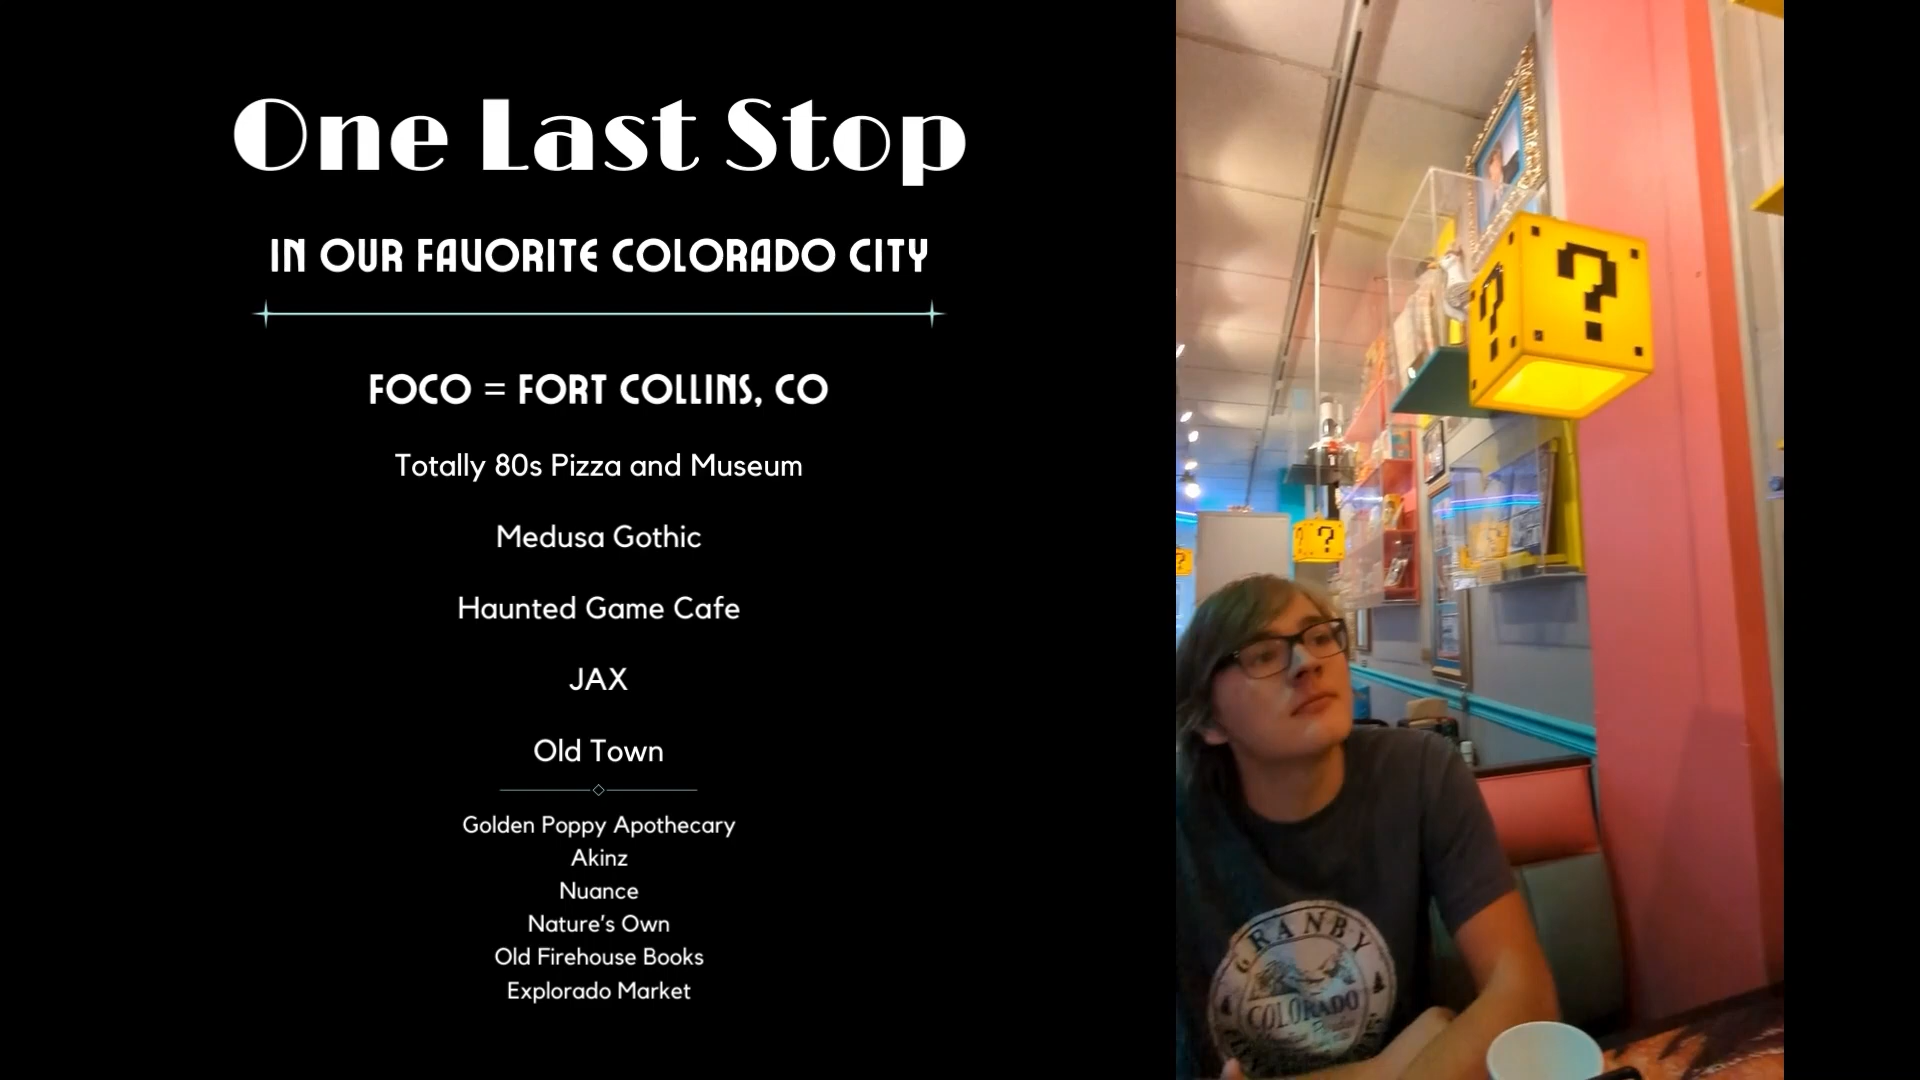 One Last Stop
IN OUR FAVORITE COLORADO CITY
FOCO = FORT COLLINS, CO
Totally 80s Pizza and Museum
Medusa Gothic
Haunted Game Cafe
JAX
Old Town
Golden Poppy Apothecary
Akinz
Nuance
Nature's Own
Old Firehouse Books
Explorado Market
? ?
?
?
GRANBY
COLORADO